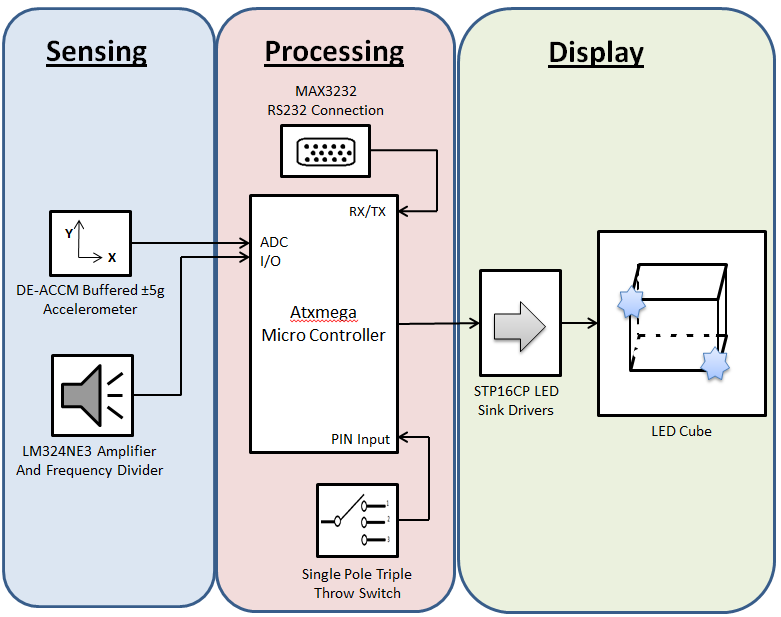 Sensing
Processing
Display
MAX3232
RS232 Connection
RX/TX
ADC
I/O
Y
X
DE-ACCM Buffered ±5g
Accelerometer
Atxmega
Micro Controller
STP16CP LED
Sink Drivers
LED Cube
LM324NE3 Amplifier
And Frequency Divider
PIN Input
1
2
3
Single Pole Triple
Throw Switch